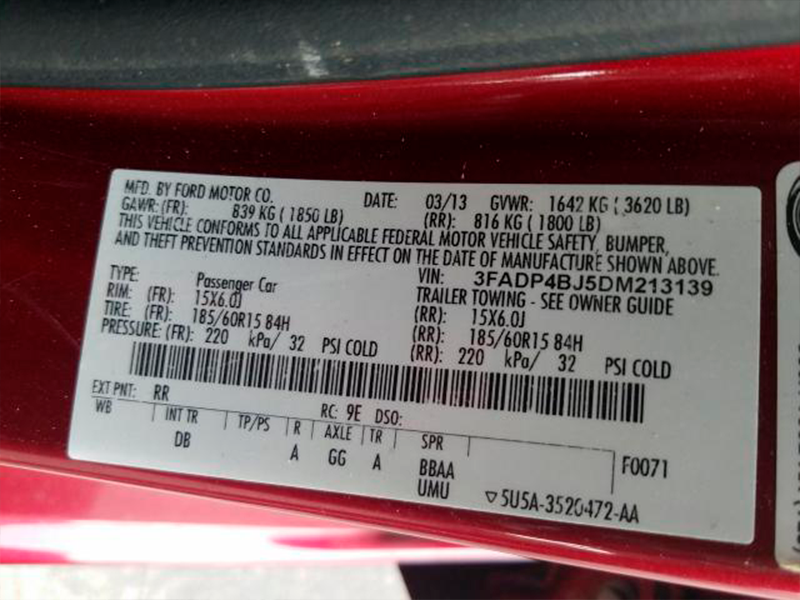 MFD. BY FORD MOTOR CO. DATE: 03/13 GVWR: 1642 KG ( 3620 LB)
GAWR: (FR): 839 KG ( 1850 LB) (RR): 816 KG ( 1800 LB)
THIS VEHICLE CONFORMS TO ALL APPLICABLE FEDERAL MOTOR VEHICLE SAFETY, BUMPER,
AND THEFT PREVENTION STANDARDS IN EFFECT ON THE DATE OF MANUFACTURE SHOWN ABOVE.
VIN: 3FADP4BJ5DM213139
TYPE: Passenger Car TRAILER TOWING - SEE OWNER GUIDE
RIM: (FR): 15X6.0J (RR): 15X6.0J
TIRE: (FR): 185/60R15 84H (RR): 185/60R15 84H
PRESSURE: (FR): 220 kPa/ 32 PSI COLD (RR): 220 kPa/ 32 PSI COLD
EXT PNT: RR RC: 9E DSO:
WB INT TR TP/PS R AXLE TR SPR F0071
DB A GG A BBAA
UMU ▽5U5A-3520472-AA